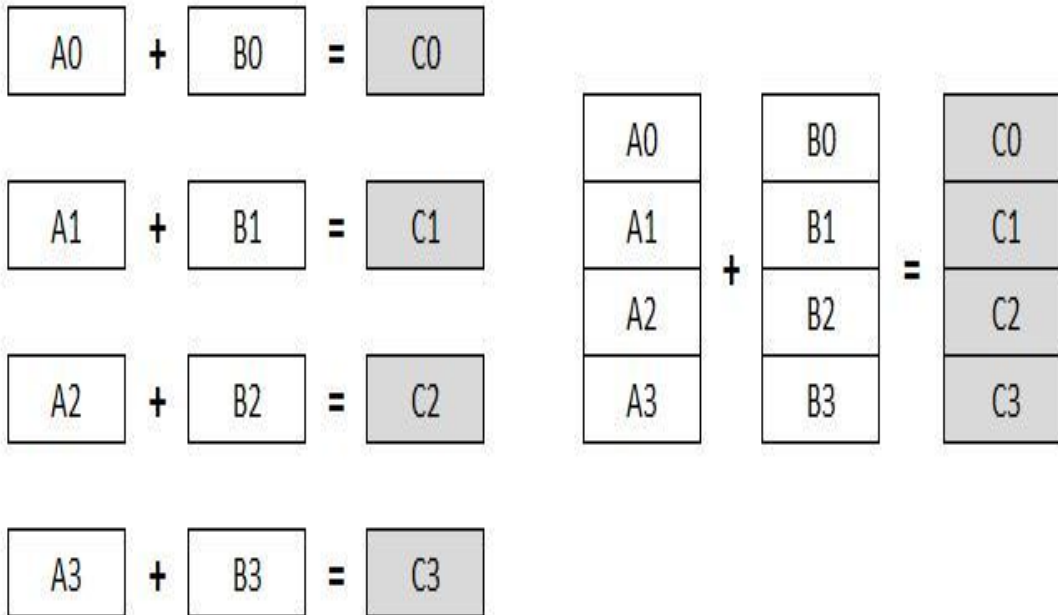 A0 + B0 = C0
A1 + B1 = C1
A2 + B2 = C2
A3 + B3 = C3
A0 B0 C0
A1 B1 C1
+ =
A2 B2 C2
A3 B3 C3